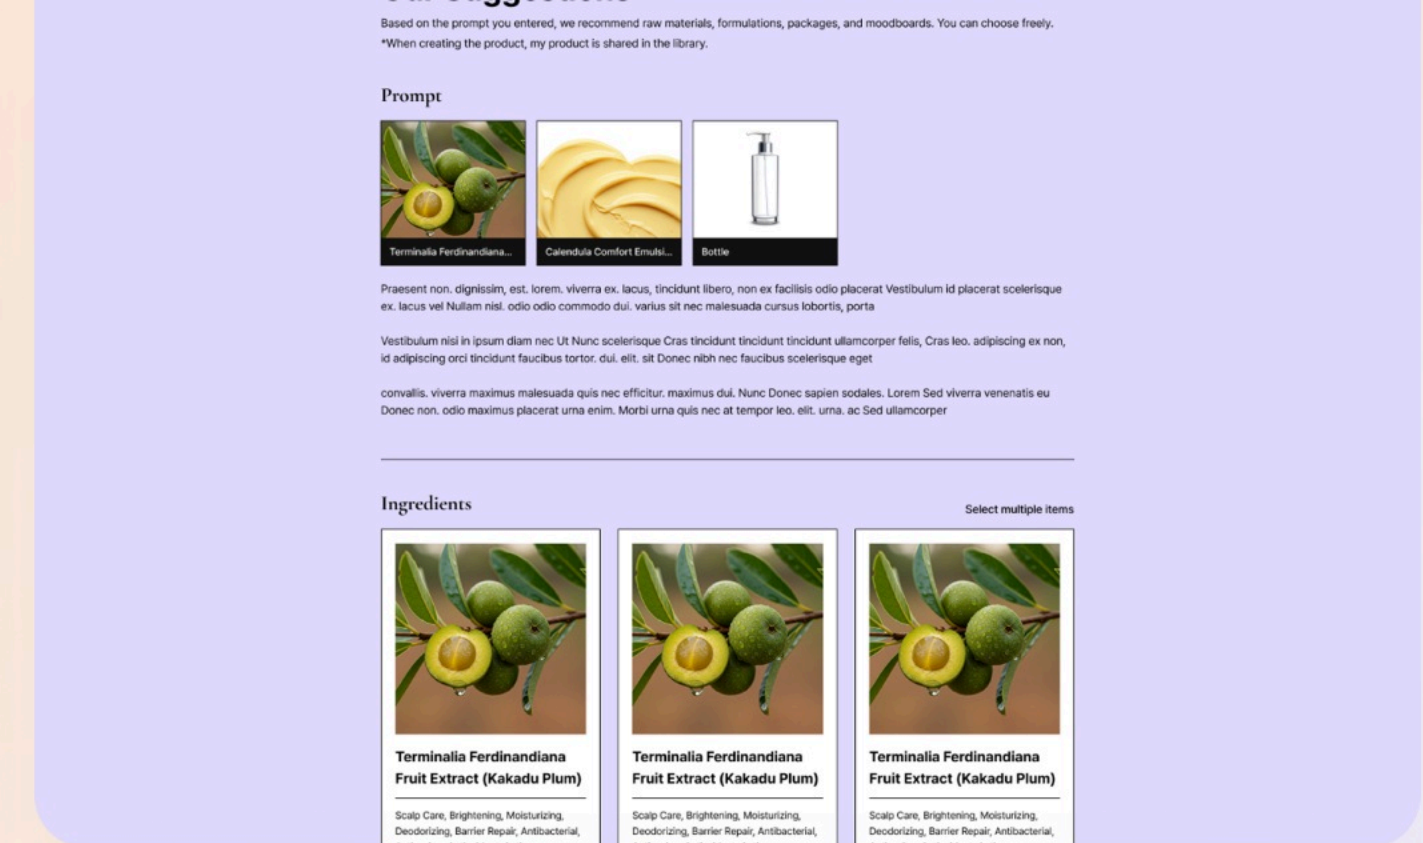 Our Suggestions
Based on the prompt you entered, we recommend raw materials, formulations, packages, and moodboards. You can choose freely.
*When creating the product, my product is shared in the library.
Prompt
Terminalia Ferdinandiana...
Calendula Comfort Emulsi...
Bottle
Praesent non. dignissim, est. lorem. viverra ex. lacus, tincidunt libero, non ex facilisis odio placerat Vestibulum id placerat scelerisque
ex. lacus vel Nullam nisl. odio odio commodo dui. varius sit nec malesuada cursus lobortis, porta
Vestibulum nisi in ipsum diam nec Ut Nunc scelerisque Cras tincidunt tincidunt tincidunt ullamcorper felis, Cras leo. adipiscing ex non,
id adipiscing orci tincidunt faucibus tortor. dui. elit. sit Donec nibh nec faucibus scelerisque eget
convallis. viverra maximus malesuada quis nec efficitur. maximus dui. Nunc Donec sapien sodales. Lorem Sed viverra venenatis eu
Donec non. odio maximus placerat urna enim. Morbi urna quis nec at tempor leo. elit. urna. ac Sed ullamcorper
Ingredients
Select multiple items
Terminalia Ferdinandiana
Fruit Extract (Kakadu Plum)
Scalp Care, Brightening, Moisturizing,
Deodorizing, Barrier Repair, Antibacterial,
Terminalia Ferdinandiana
Fruit Extract (Kakadu Plum)
Scalp Care, Brightening, Moisturizing,
Deodorizing, Barrier Repair, Antibacterial,
Terminalia Ferdinandiana
Fruit Extract (Kakadu Plum)
Scalp Care, Brightening, Moisturizing,
Deodorizing, Barrier Repair, Antibacterial,